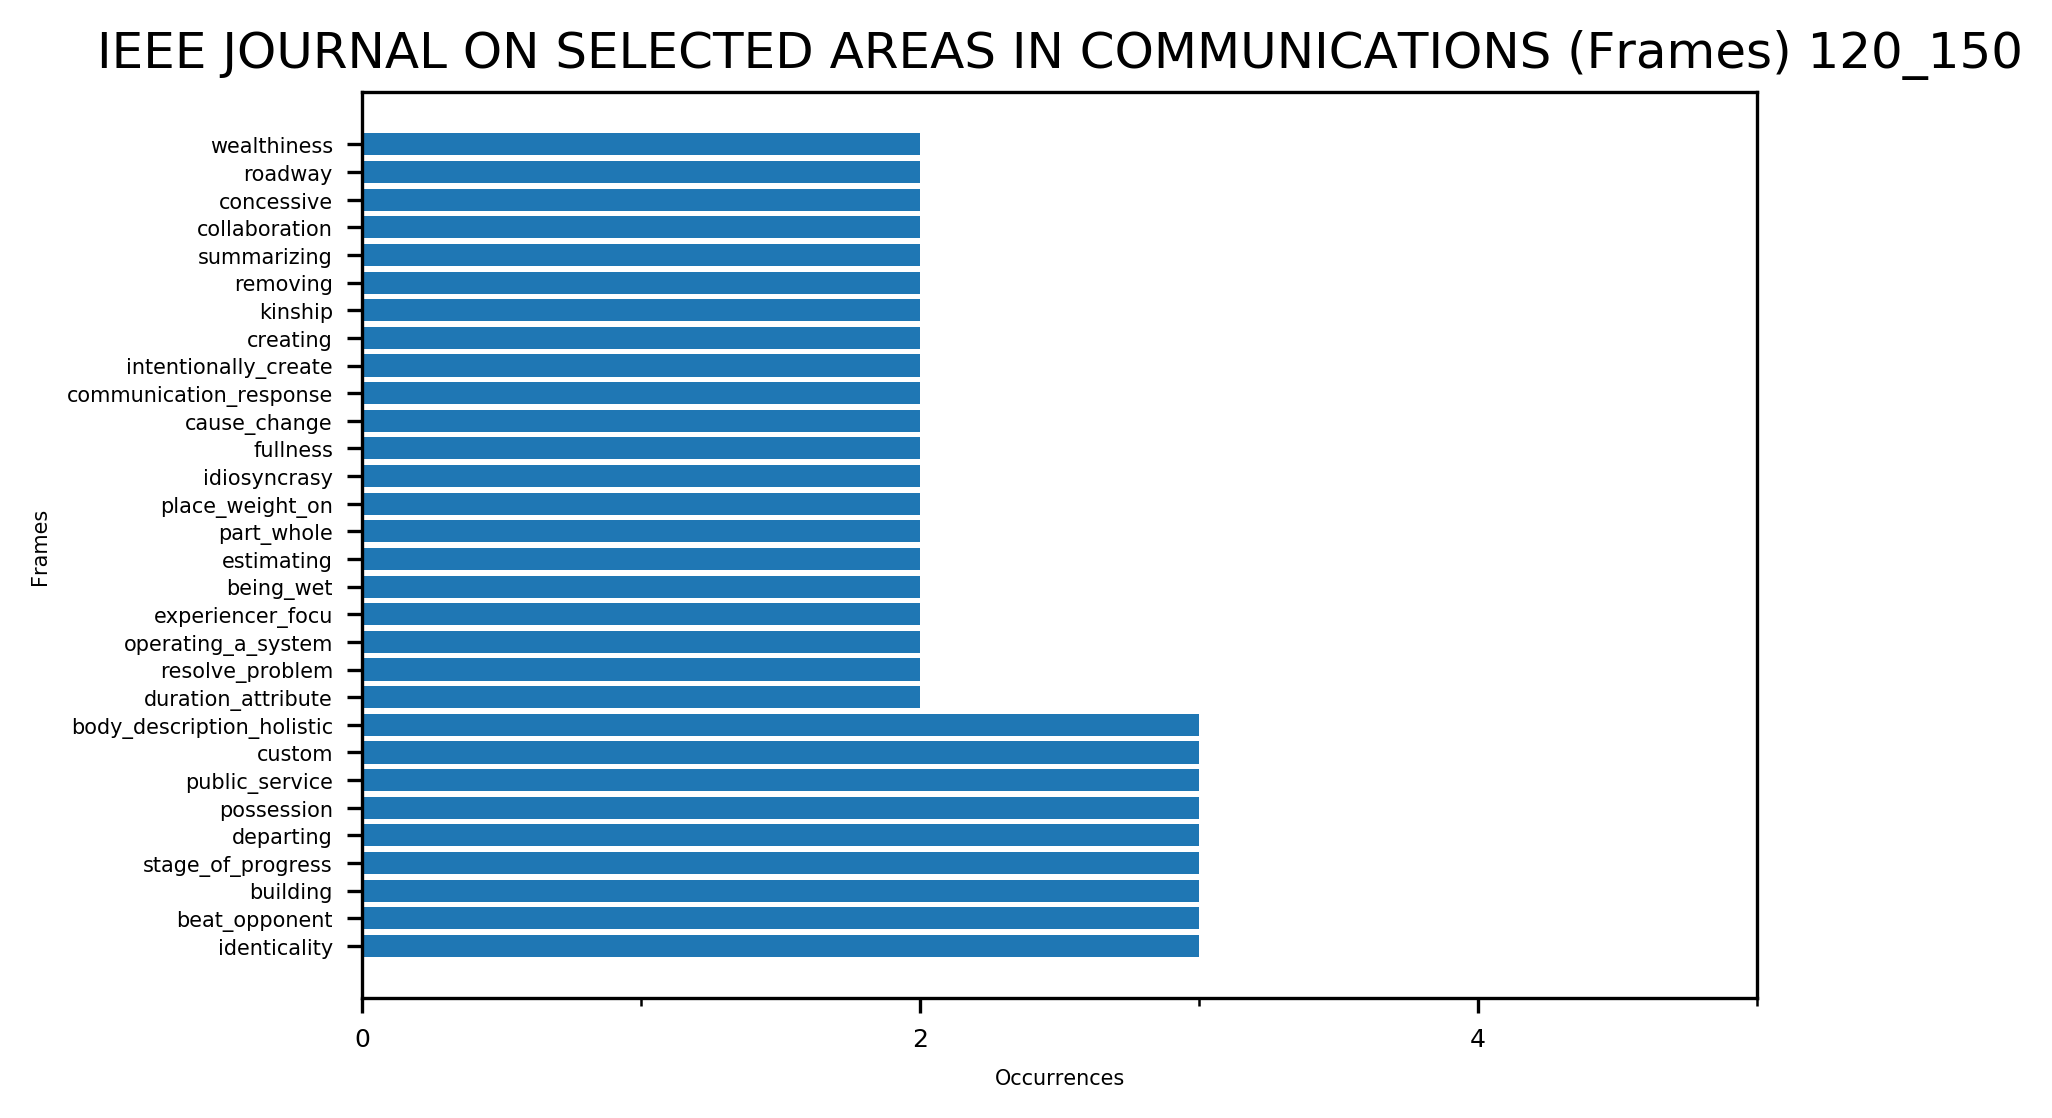 IEEE JOURNAL ON SELECTED AREAS IN COMMUNICATIONS (Frames) 120_150
wealthiness
roadway
concessive
collaboration
summarizing
removing
kinship
creating
intentionally_create
communication_response
cause_change
fullness
idiosyncrasy
place_weight_on
part_whole
estimating
being_wet
experiencer_focu
operating_a_system
resolve_problem
duration_attribute
body_description_holistic
custom
public_service
possession
departing
stage_of_progress
building
beat_opponent
identicality
Frames
0 2 4
Occurrences